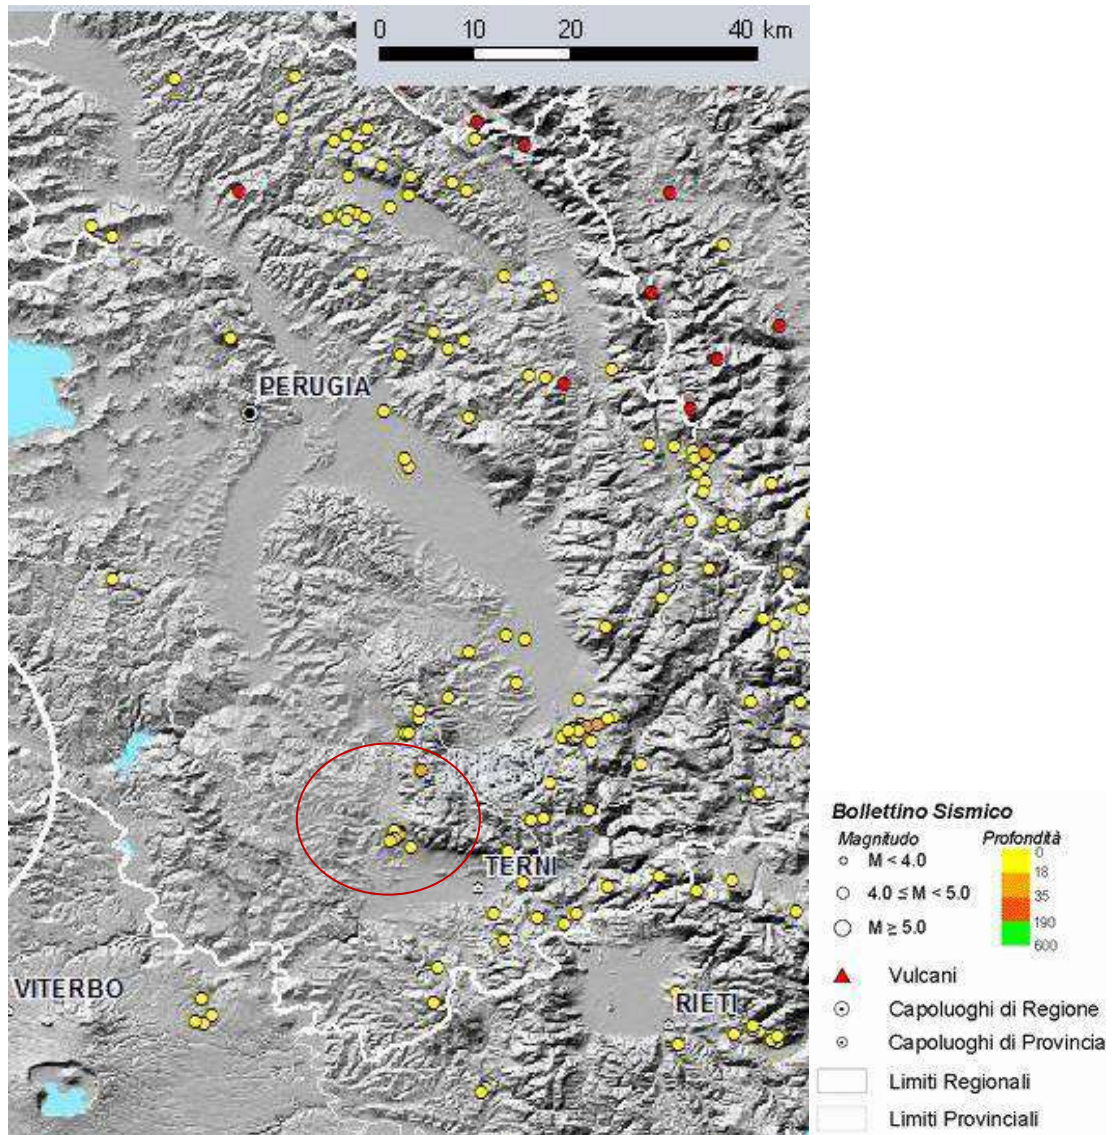 0 20 40 km
PERUGIA
TERNI
VITERBO
RIETI
Bollettino Sismico
Magnitudo Profondità
M < 4.0
4.0 ≤ M < 5.0
M ≥ 5.0
0
18
35
190
600
Vulcani
Capoluoghi di Regione
Capoluoghi di Provincia
Limiti Regionali
Limiti Provinciali